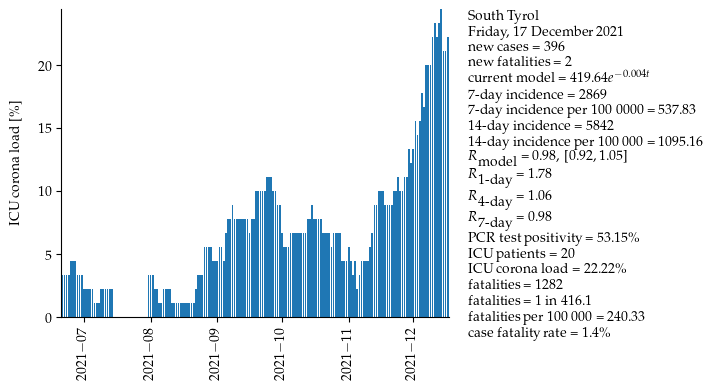 ICU corona load [%]
20
15
10
5
0
2021−07
2021−08
2021−09
2021−10
2021−11
2021−12
South Tyrol
Friday, 17 December 2021
new cases = 396
new fatalities = 2
current model = 419.64e^{−0.004t}
7-day incidence = 2869
7-day incidence per 100 0000 = 537.83
14-day incidence = 5842
14-day incidence per 100 000 = 1095.16
R_model = 0.98, [0.92, 1.05]
R_1-day = 1.78
R_4-day = 1.06
R_7-day = 0.98
PCR test positivity = 53.15%
ICU patients = 20
ICU corona load = 22.22%
fatalities = 1282
fatalities = 1 in 416.1
fatalities per 100 000 = 240.33
case fatality rate = 1.4%